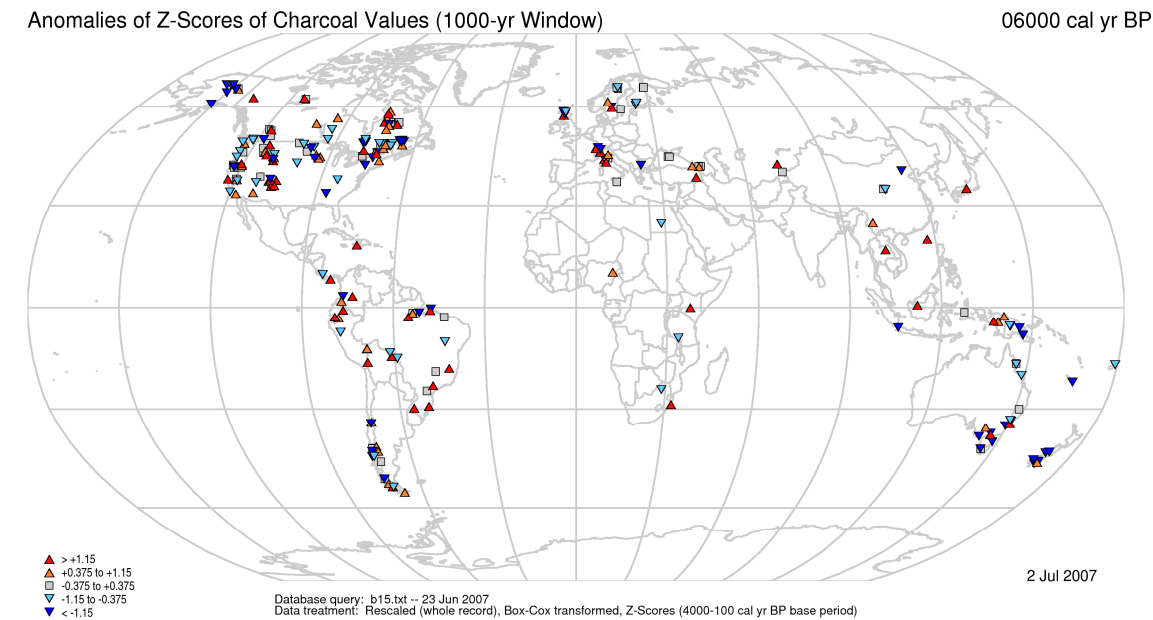 Anomalies of Z-Scores of Charcoal Values (1000-yr Window)
06000 cal yr BP
> +1.15
+0.375 to +1.15
-0.375 to +0.375
-1.15 to -0.375
< -1.15
2 Jul 2007
Database query: b15.txt -- 23 Jun 2007
Data treatment: Rescaled (whole record), Box-Cox transformed, Z-Scores (4000-100 cal yr BP base period)